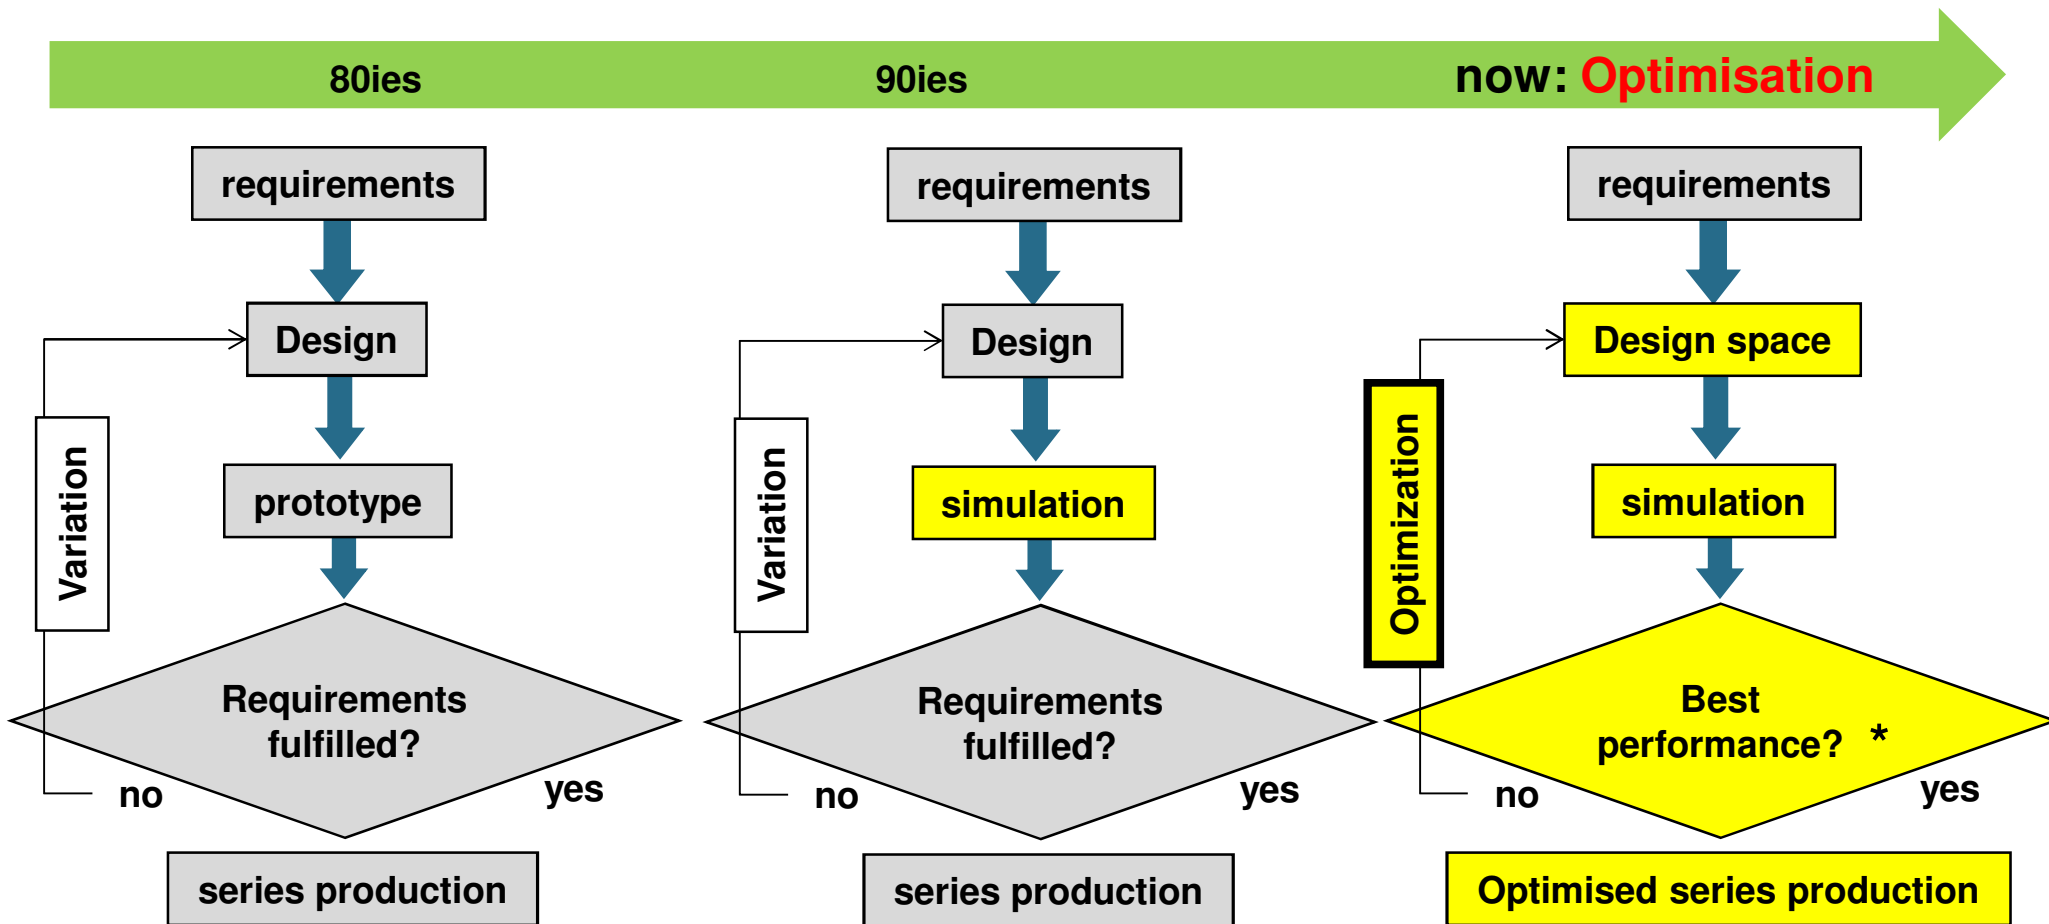 80ies
90ies
now: Optimisation
requirements
Design
prototype
Variation
Requirements
fulfilled?
no
yes
series production
requirements
Design
simulation
Variation
Requirements
fulfilled?
no
yes
series production
requirements
Design space
simulation
Optimization
Best
performance? *
no
yes
Optimised series production